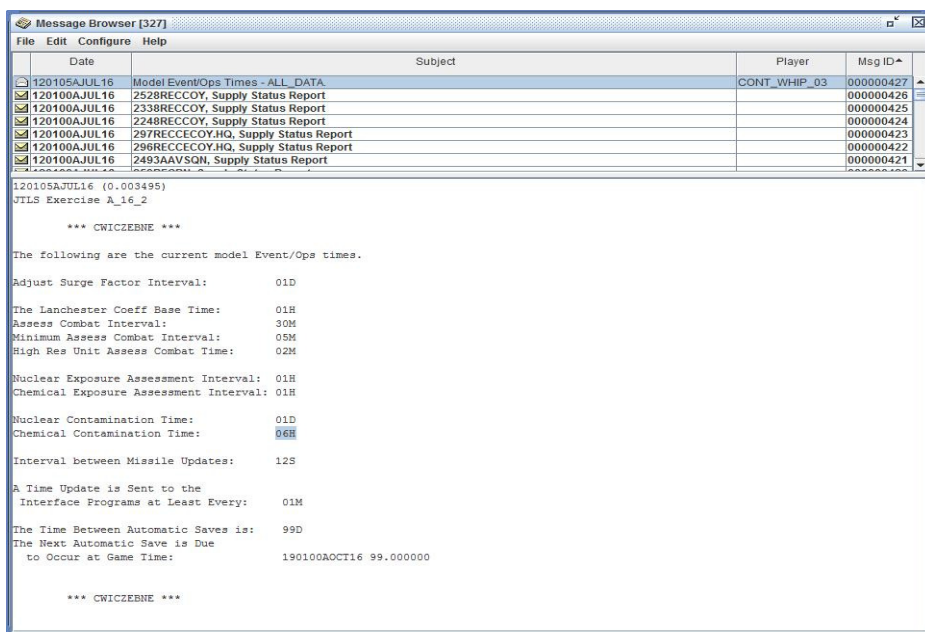 Message Browser [327]
File Edit Configure Help
Date Subject Player Msg ID
120105AJUL16 Model Event/Ops Times - ALL_DATA CONT_WHIP_03 000000427
120100AJUL16 2528RECCOY, Supply Status Report 000000426
120100AJUL16 2338RECCOY, Supply Status Report 000000425
120100AJUL16 2248RECCOY, Supply Status Report 000000424
120100AJUL16 297RECCECOY.HQ, Supply Status Report 000000423
120100AJUL16 296RECCECOY.HQ, Supply Status Report 000000422
120100AJUL16 2493AAVSQN, Supply Status Report 000000421
120105AJUL16 (0.003495)
JTLS Exercise A_16_2
*** CWICZEBNE ***
The following are the current model Event/Ops times.
Adjust Surge Factor Interval: 01D
The Lanchester Coeff Base Time: 01H
Assess Combat Interval: 30M
Minimum Assess Combat Interval: 05M
High Res Unit Assess Combat Time: 02M
Nuclear Exposure Assessment Interval: 01H
Chemical Exposure Assessment Interval: 01H
Nuclear Contamination Time: 01D
Chemical Contamination Time: 06H
Interval between Missile Updates: 12S
A Time Update is Sent to the
Interface Programs at Least Every: 01M
The Time Between Automatic Saves is: 99D
The Next Automatic Save is Due
to Occur at Game Time: 190100AOCT16 99.000000
*** CWICZEBNE ***